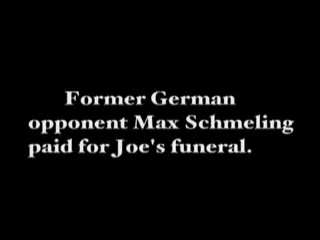 Former German
opponent Max Schmeling
paid for Joe's funeral.